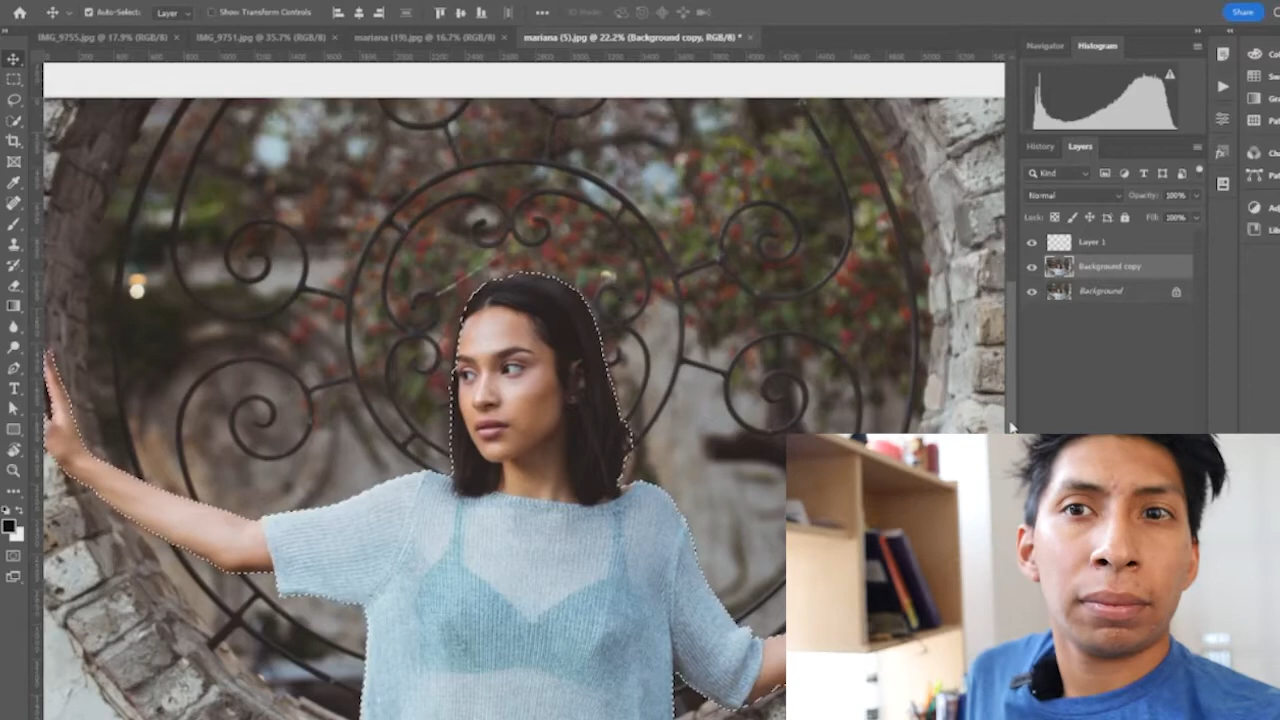 Auto-Select: Layer Show Transform Controls 3D Mode: Share
IMG_9755.jpg @ 17.9% (RGB/8) × IMG_9751.jpg @ 35.7% (RGB/8) × mariana (19).jpg @ 16.7% (RGB/8) × mariana (5).jpg @ 22.2% (Background copy, RGB/8) * ×
Navigator Histogram
History Layers
Kind
Normal Opacity: 100%
Lock: Fill: 100%
Layer 1
Background copy
Background